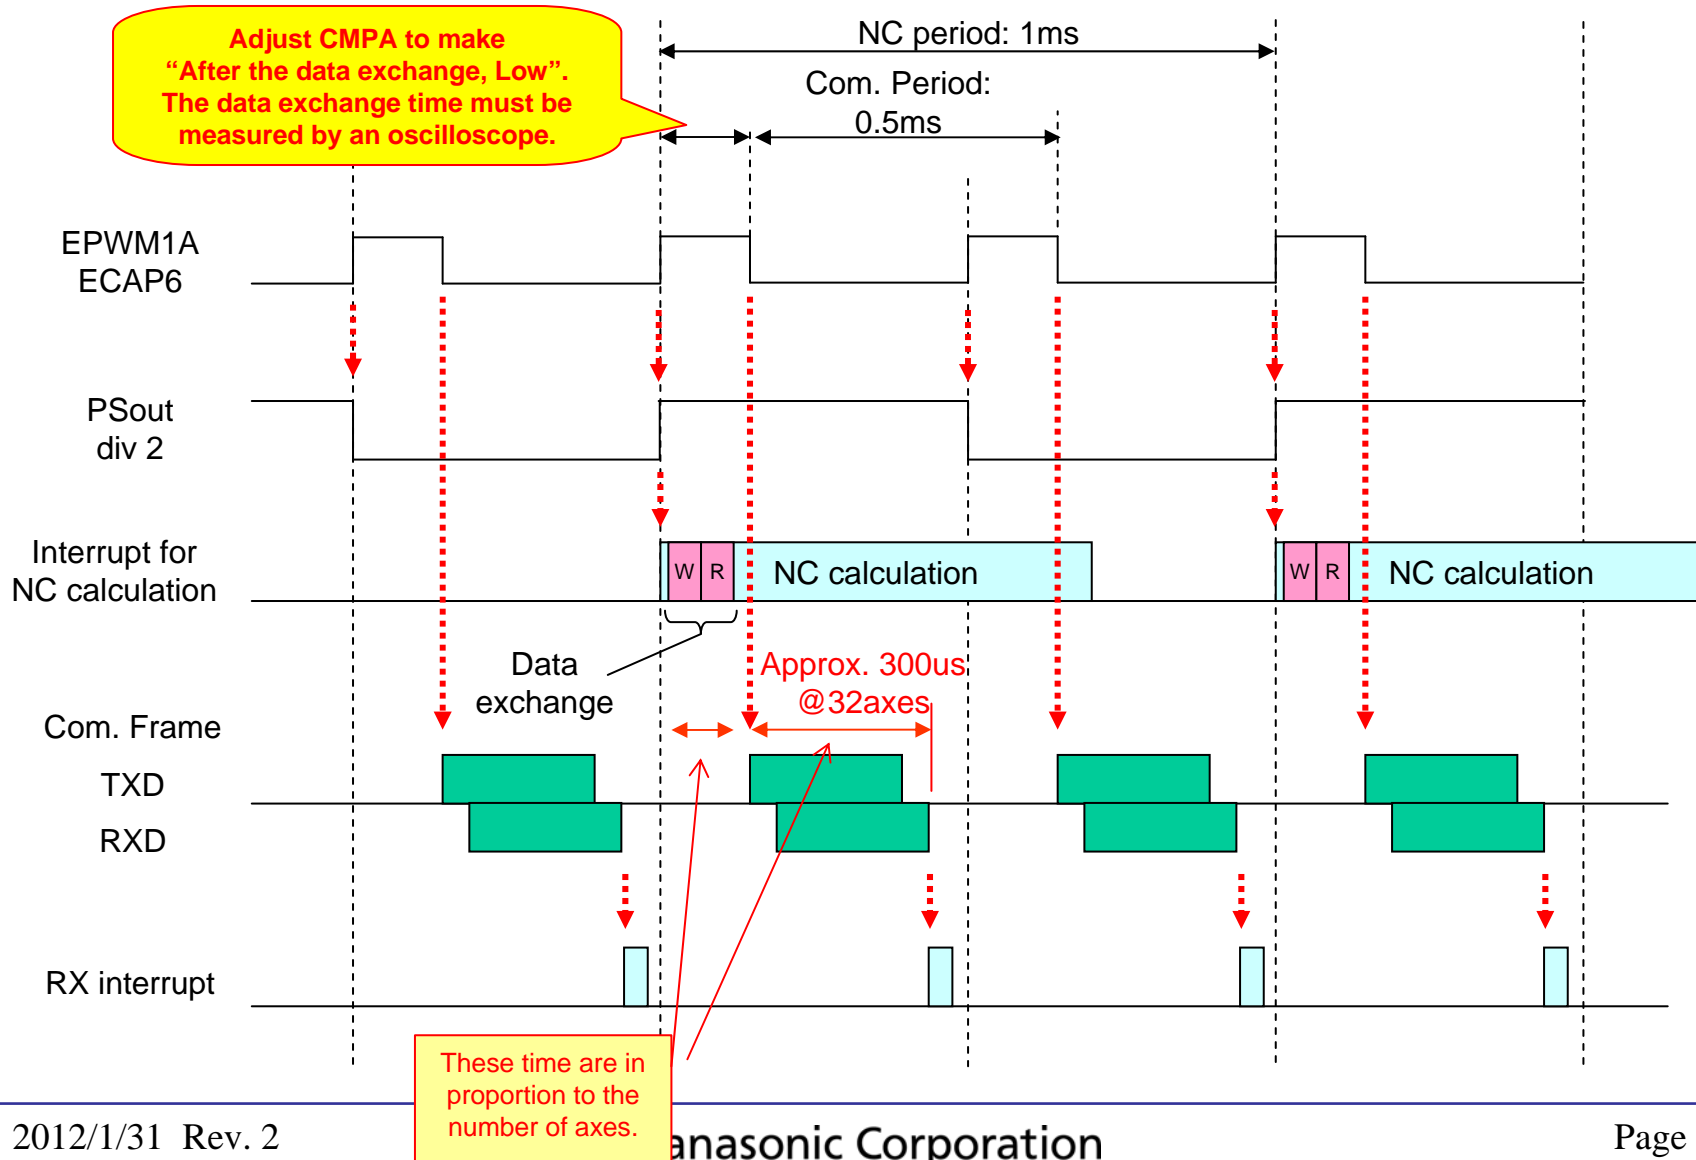 Adjust CMPA to make
“After the data exchange, Low”.
The data exchange time must be
measured by an oscilloscope.
NC period: 1ms
Com. Period:
0.5ms
EPWM1A
ECAP6
PSout
div 2
Interrupt for
NC calculation
W R NC calculation
W R NC calculation
Data
exchange
Approx. 300us
@32axes
Com. Frame
TXD
RXD
RX interrupt
These time are in
proportion to the
number of axes.
2012/1/31 Rev. 2
anasonic Corporation
Page